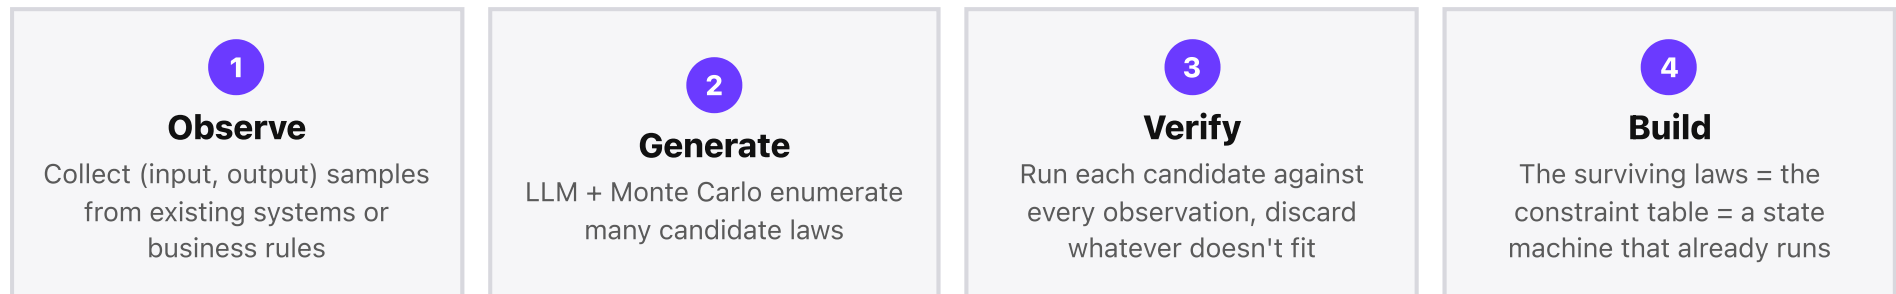 1
Observe
Collect (input, output) samples
from existing systems or
business rules
2
Generate
LLM + Monte Carlo enumerate
many candidate laws
3
Verify
Run each candidate against
every observation, discard
whatever doesn't fit
4
Build
The surviving laws = the
constraint table = a state
machine that already runs